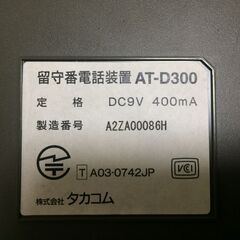 留守番電話装置 AT-D300
定 格 DC9V 400mA
製造番号 A2ZA00086H
T A03-0742JP
VCI
株式会社 タカコム